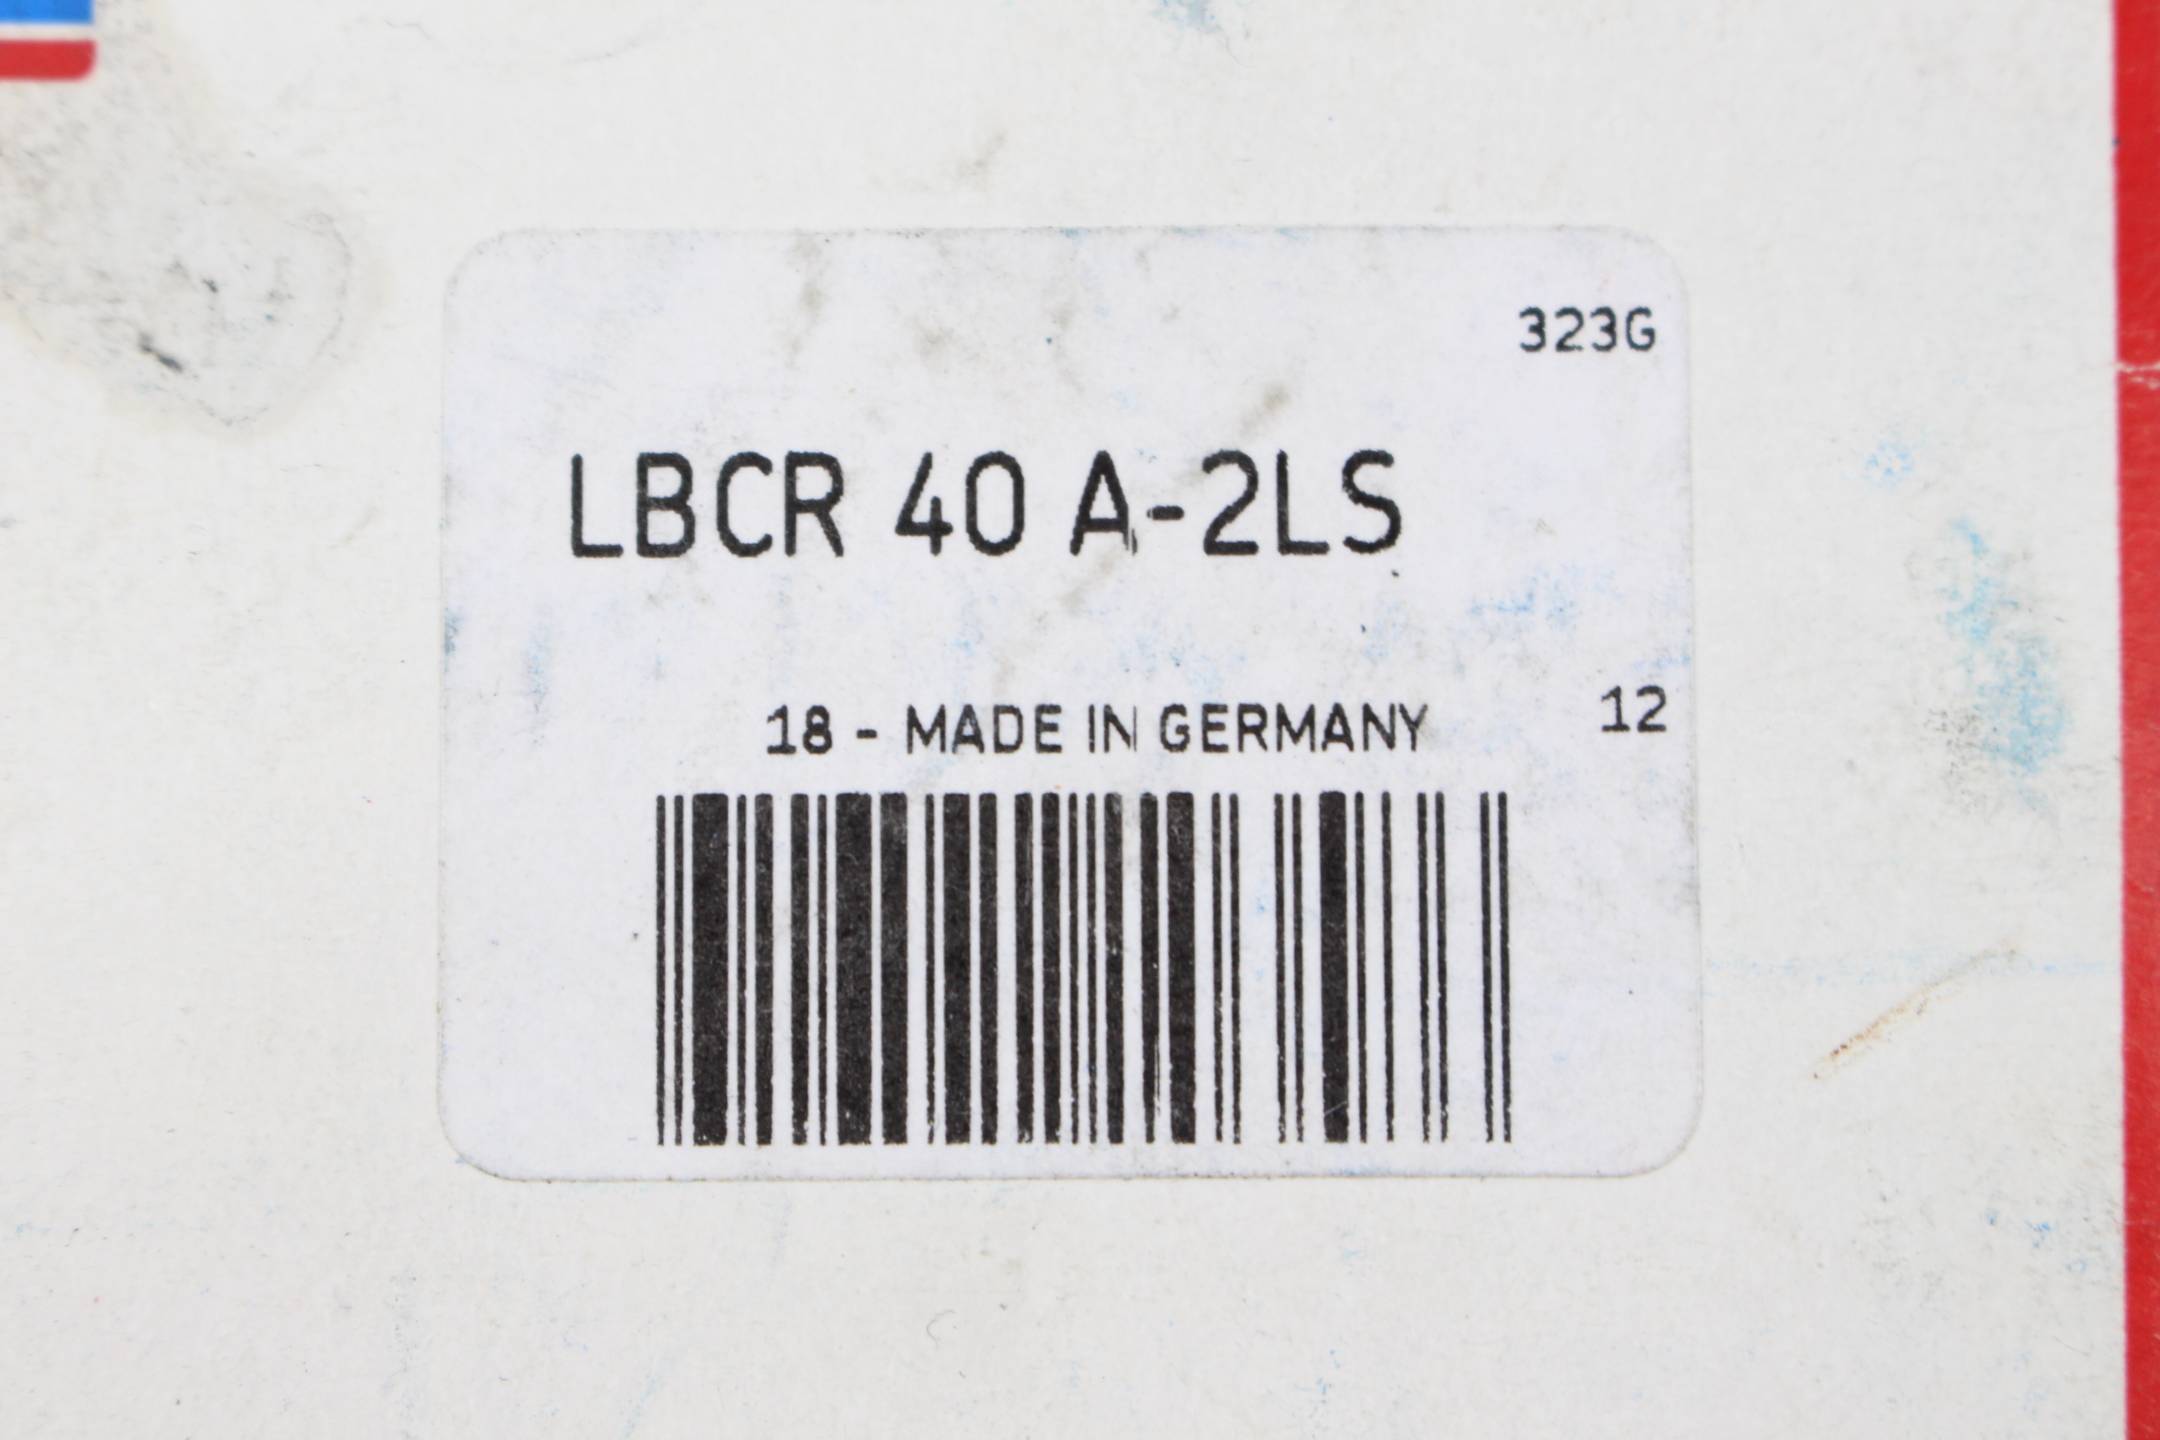 323G
LBCR 40 A-2LS
18 - MADE IN GERMANY
12